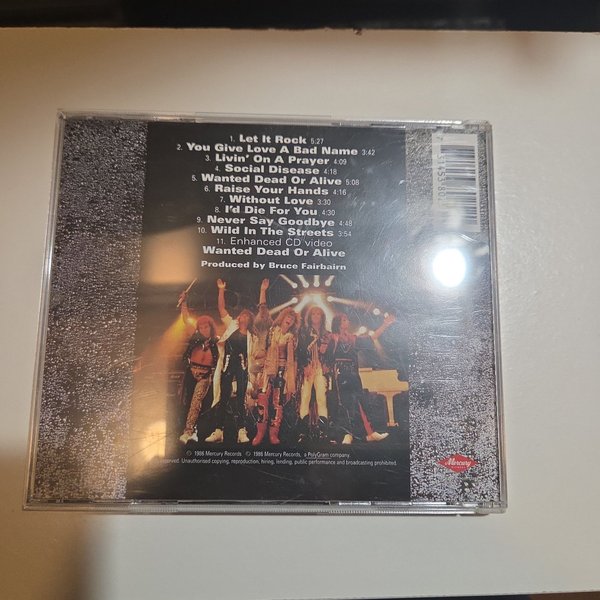 1. Let It Rock 5:27
2. You Give Love A Bad Name 3:42
3. Livin' On A Prayer 4:09
4. Social Disease 4:18
5. Wanted Dead Or Alive 5:08
6. Raise Your Hands 4:16
7. Without Love 3:30
8. I'd Die For You 4:30
9. Never Say Goodbye 4:48
10. Wild In The Streets 3:54
11. Enhanced CD video
Wanted Dead Or Alive
Produced by Bruce Fairbairn
℗ 1986 Mercury Records © 1986 Mercury Records, a PolyGram company
reserved. Unauthorised copying, reproduction, hiring, lending, public performance and broadcasting prohibited.
Mercury